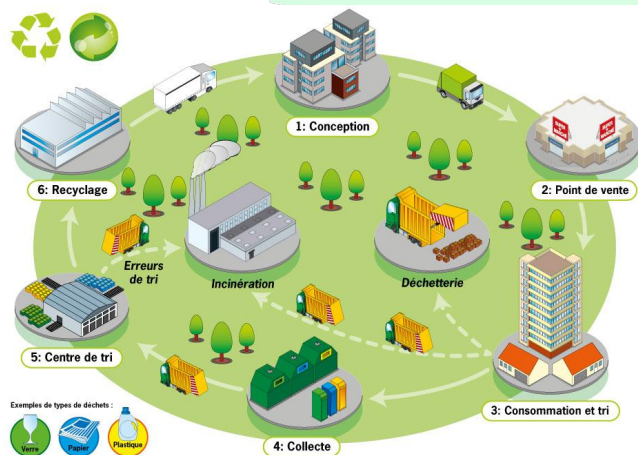 1: Conception
6: Recyclage
2: Point de vente
Erreurs
de tri
Incinération
Déchetterie
5: Centre de tri
3: Consommation et tri
4: Collecte
Exemples de types de déchets :
Verre
Papier
Plastique